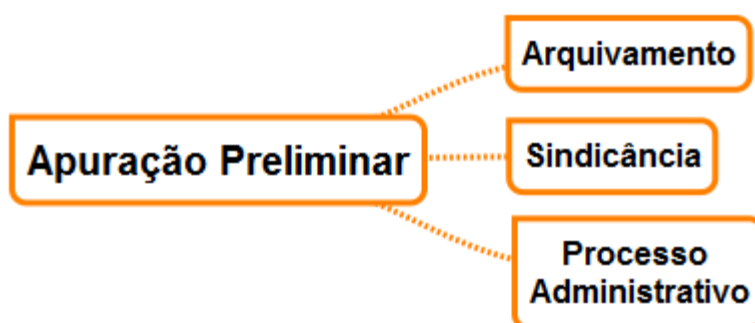 Arquivamento
Apuração Preliminar
Sindicância
Processo
Administrativo